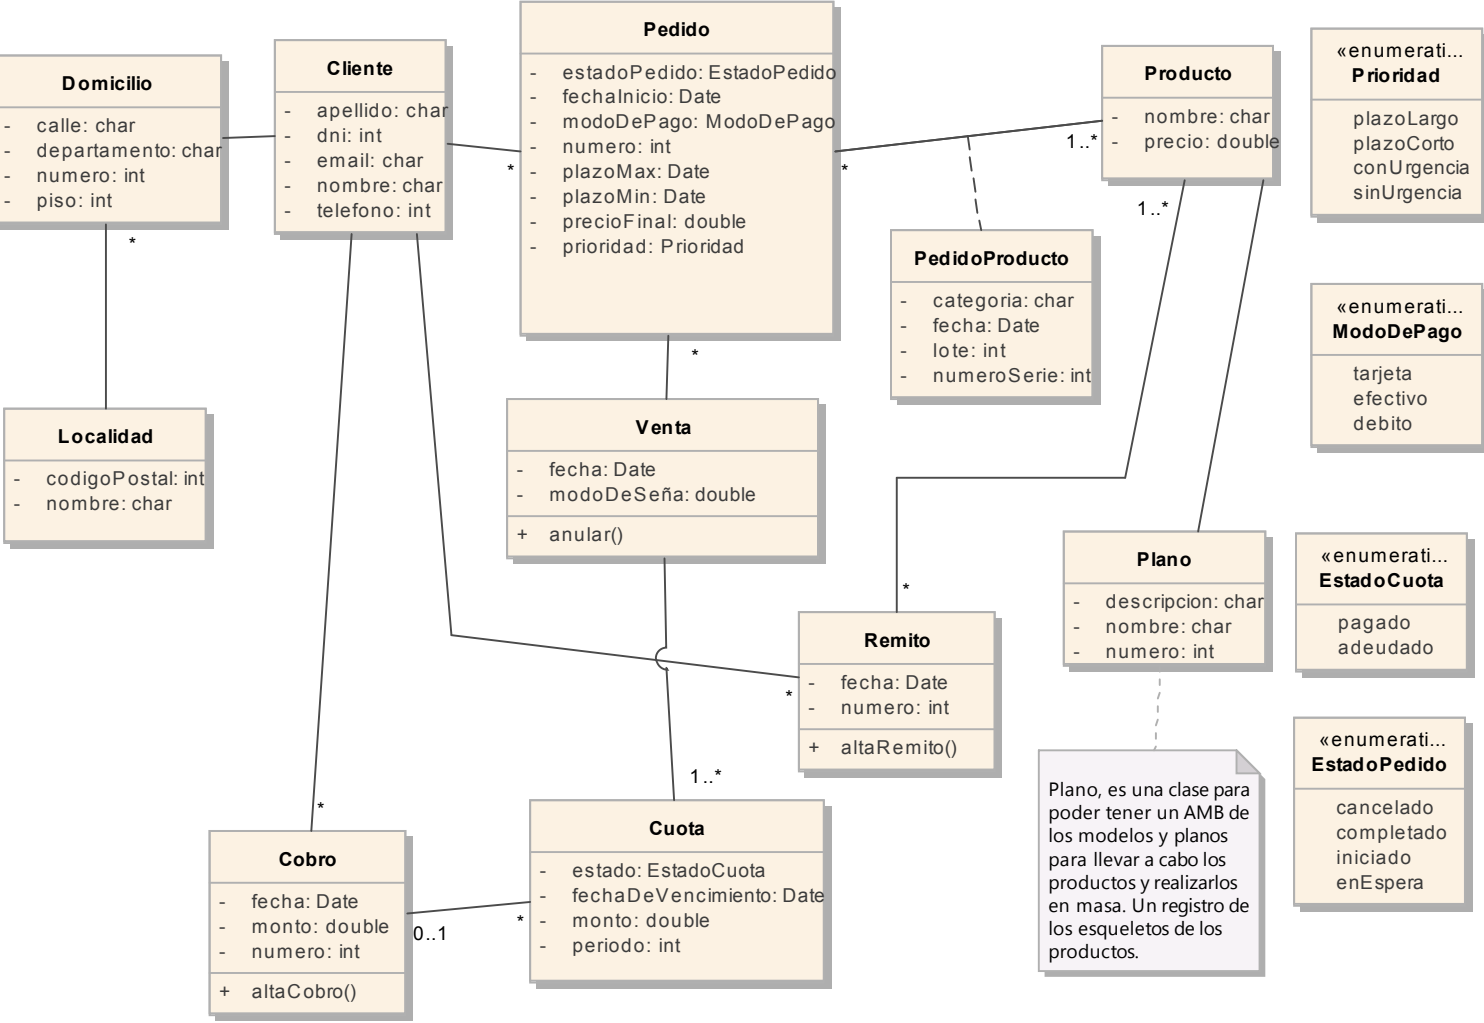 Domicilio
- calle: char
- departamento: char
- numero: int
- piso: int
*
Cliente
- apellido: char
- dni: int
- email: char
- nombre: char
- telefono: int
*
Pedido
- estadoPedido: EstadoPedido
- fechaInicio: Date
- modoDePago: ModoDePago
- numero: int
- plazoMax: Date
- plazoMin: Date
- precioFinal: double
- prioridad: Prioridad
*
*
1..*
Producto
- nombre: char
- precio: double
1..*
«enumerati...
Prioridad
plazoLargo
plazoCorto
conUrgencia
sinUrgencia
PedidoProducto
- categoria: char
- fecha: Date
- lote: int
- numeroSerie: int
«enumerati...
ModoDePago
tarjeta
efectivo
debito
Localidad
- codigoPostal: int
- nombre: char
Venta
- fecha: Date
- modoDeSeña: double
+ anular()
1..*
*
*
Remito
- fecha: Date
- numero: int
+ altaRemito()
Plano
- descripcion: char
- nombre: char
- numero: int
«enumerati...
EstadoCuota
pagado
adeudado
«enumerati...
EstadoPedido
cancelado
completado
iniciado
enEspera
Plano, es una clase para
poder tener un AMB de
los modelos y planos
para llevar a cabo los
productos y realizarlos
en masa. Un registro de
los esqueletos de los
productos.
*
Cobro
- fecha: Date
- monto: double
- numero: int
+ altaCobro()
0..1
*
Cuota
- estado: EstadoCuota
- fechaDeVencimiento: Date
- monto: double
- periodo: int